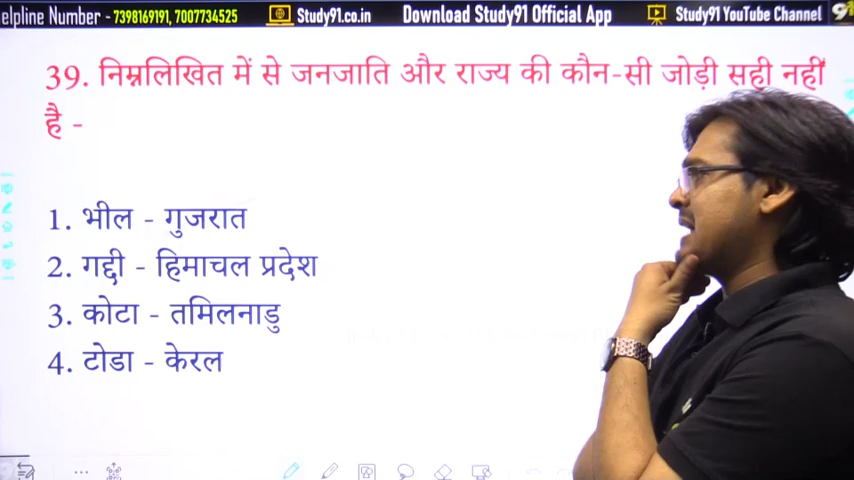 elpline Number - 7398169191, 7007734525 Study91.co.in Download Study91 Official App Study91 YouTube Channel 91
39. निम्नलिखित में से जनजाति और राज्य की कौन-सी जोड़ी सही नहीं
है -
1. भील - गुजरात
2. गद्दी - हिमाचल प्रदेश
3. कोटा - तमिलनाडु
4. टोडा - केरल